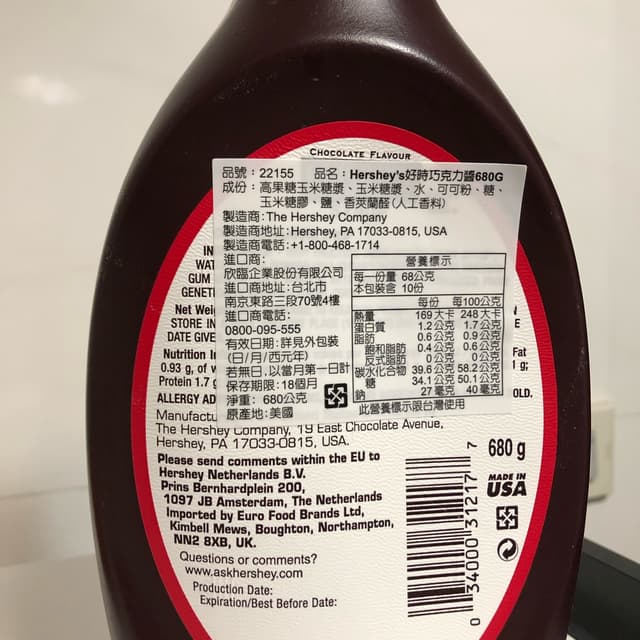 CHOCOLATE FLAVOUR
品號：22155 品名：Hershey's好時巧克力醬680G
成份：高果糖玉米糖漿、玉米糖漿、水、可可粉、糖、
玉米糖膠、鹽、香莢蘭醛(人工香料)
製造商：The Hershey Company
製造商地址：Hershey, PA 17033-0815, USA
製造商電話：+1-800-468-1714
進口商：
欣臨企業股份有限公司
進口商地址：台北市
南京東路三段70號4樓
進口商電話：
0800-095-555
有效日期：詳見外包裝
(日/月/西元年)
若無日,以當月第一日計
保存期限：18個月
淨重：680公克
原產地：美國
營養標示
每一份量 68公克
本包裝含 10份
每份 每100公克
熱量 169大卡 248大卡
蛋白質 1.2公克 1.7公克
脂肪 0.6公克 0.9公克
飽和脂肪 0.4公克 0.6公克
反式脂肪 0公克 0公克
碳水化合物 39.6公克 58.2公克
糖 34.1公克 50.1公克
鈉 27毫克 40毫克
此營養標示限台灣使用
GUM
Net
STORE IN
DATE GIVE
Nutrition Fat
0.93 g, of 1 g;
Protein 1.7
ALLERGY
The Hershey Company, 19 East Chocolate Avenue,
Hershey, PA 17033-0815, USA.
Please send comments within the EU to
Hershey Netherlands B.V.
Prins Bernhardplein 200,
1097 JB Amsterdam, The Netherlands
Imported by Euro Food Brands Ltd,
Kimbell Mews, Boughton, Northampton,
NN2 8XB, UK.
Questions or comments?
www.askhershey.com
Production Date:
Expiration/Best Before Date:
0 34000 31217 7
680 g
MADE IN
USA